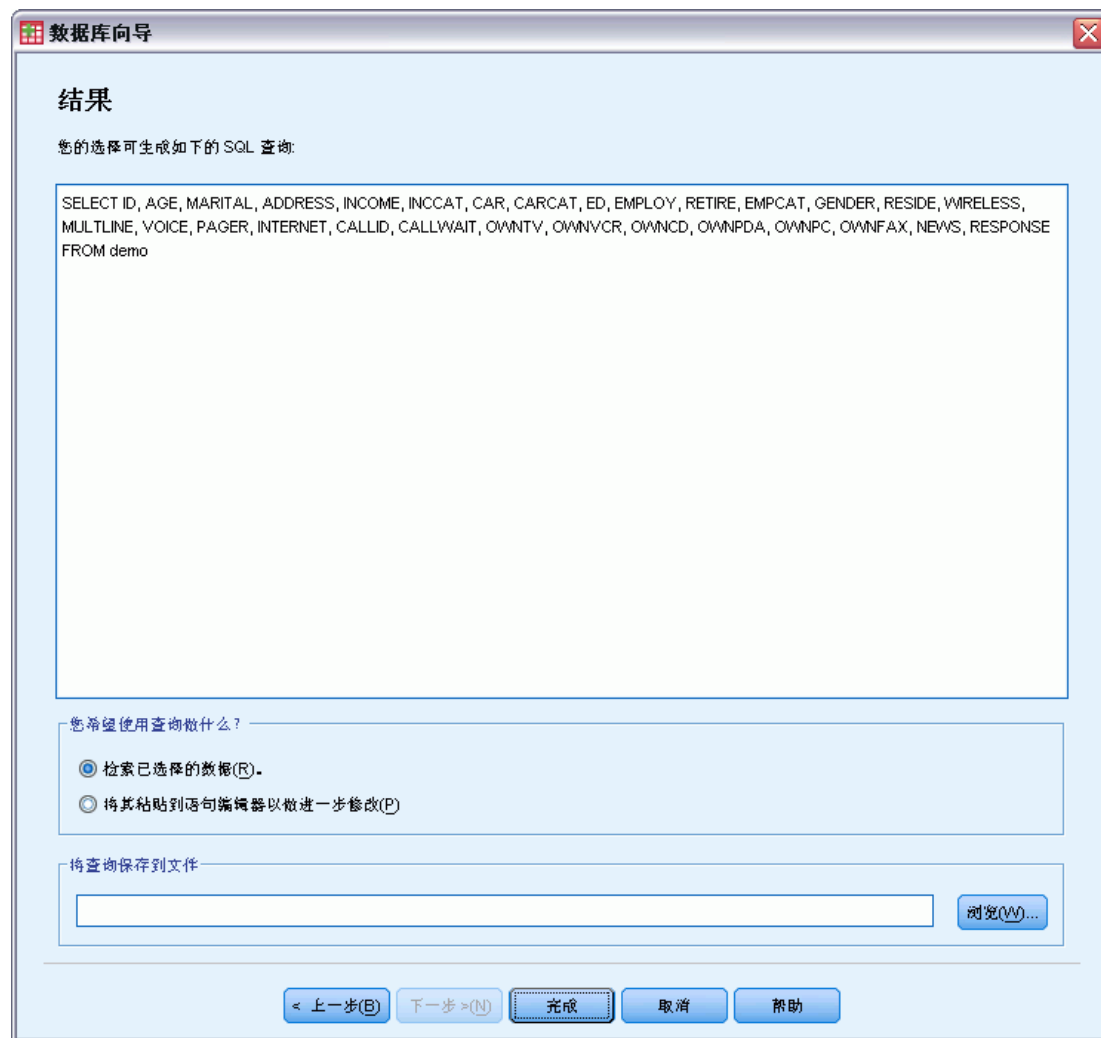 数据库向导
结果
您的选择可生成如下的 SQL 查询:
SELECT ID, AGE, MARITAL, ADDRESS, INCOME, INCCAT, CAR, CARCAT, ED, EMPLOY, RETIRE, EMPCAT, GENDER, RESIDE, WIRELESS,
MULTLINE, VOICE, PAGER, INTERNET, CALLID, CALLWAIT, OWNTV, OWNVCR, OWNCD, OWNPDA, OWNPC, OWNFAX, NEWS, RESPONSE
FROM demo
您希望使用查询做什么?
检索已选择的数据(R)。
将其粘贴到语句编辑器以做进一步修改(P)
将查询保存到文件
浏览(W)...
< 上一步(B) 下一步 >(N) 完成 取消 帮助